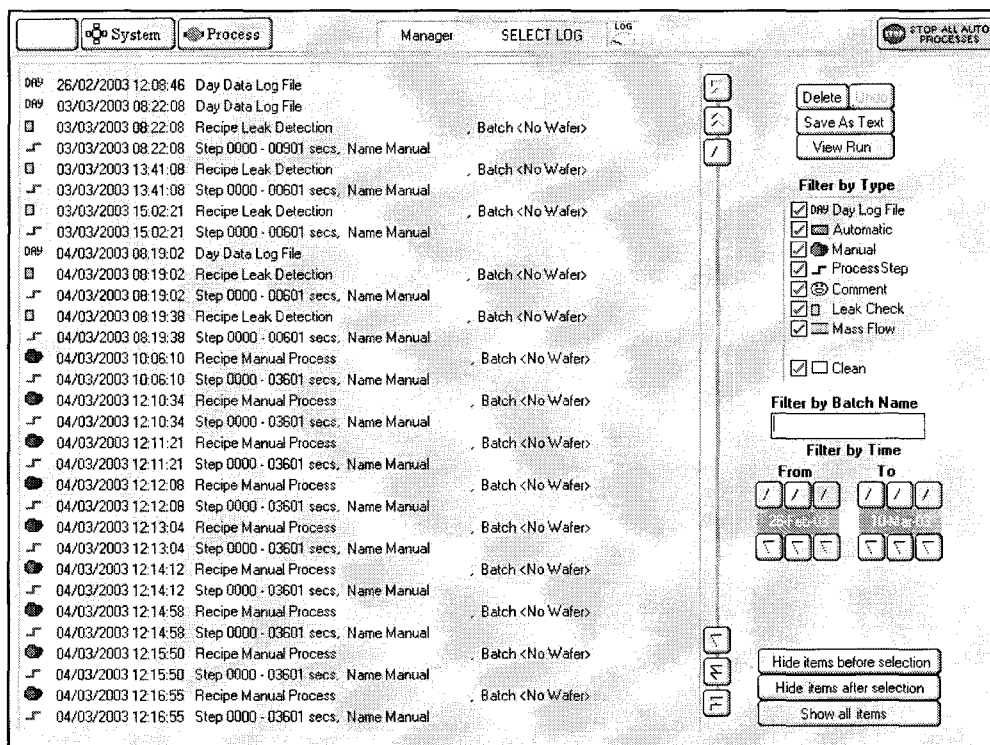 System Process Manager SELECT LOG LOG STOP ALL AUTO PROCESSES
DAY 26/02/2003 12:08:46 Day Data Log File
DAY 03/03/2003 08:22:08 Day Data Log File
03/03/2003 08:22:08 Recipe Leak Detection , Batch <No Wafer>
03/03/2003 08:22:08 Step 0000 - 00901 secs, Name Manual
03/03/2003 13:41:08 Recipe Leak Detection , Batch <No Wafer>
03/03/2003 13:41:08 Step 0000 - 00601 secs, Name Manual
03/03/2003 15:02:21 Recipe Leak Detection , Batch <No Wafer>
03/03/2003 15:02:21 Step 0000 - 00601 secs, Name Manual
DAY 04/03/2003 08:19:02 Day Data Log File
04/03/2003 08:19:02 Recipe Leak Detection , Batch <No Wafer>
04/03/2003 08:19:02 Step 0000 - 00601 secs, Name Manual
04/03/2003 08:19:38 Recipe Leak Detection , Batch <No Wafer>
04/03/2003 08:19:38 Step 0000 - 00601 secs, Name Manual
04/03/2003 10:06:10 Recipe Manual Process , Batch <No Wafer>
04/03/2003 10:06:10 Step 0000 - 03601 secs, Name Manual
04/03/2003 12:10:34 Recipe Manual Process , Batch <No Wafer>
04/03/2003 12:10:34 Step 0000 - 03601 secs, Name Manual
04/03/2003 12:11:21 Recipe Manual Process , Batch <No Wafer>
04/03/2003 12:11:21 Step 0000 - 03601 secs, Name Manual
04/03/2003 12:12:08 Recipe Manual Process , Batch <No Wafer>
04/03/2003 12:12:08 Step 0000 - 03601 secs, Name Manual
04/03/2003 12:13:04 Recipe Manual Process , Batch <No Wafer>
04/03/2003 12:13:04 Step 0000 - 03601 secs, Name Manual
04/03/2003 12:14:12 Recipe Manual Process , Batch <No Wafer>
04/03/2003 12:14:12 Step 0000 - 03601 secs, Name Manual
04/03/2003 12:14:58 Recipe Manual Process , Batch <No Wafer>
04/03/2003 12:14:58 Step 0000 - 03601 secs, Name Manual
04/03/2003 12:15:50 Recipe Manual Process , Batch <No Wafer>
04/03/2003 12:15:50 Step 0000 - 03601 secs, Name Manual
04/03/2003 12:16:55 Recipe Manual Process , Batch <No Wafer>
04/03/2003 12:16:55 Step 0000 - 03601 secs, Name Manual
Delete Undo
Save As Text
View Run
Filter by Type
DAY Day Log File
Automatic
Manual
Process Step
Comment
Leak Check
Mass Flow
Clean
Filter by Batch Name
Filter by Time
From To
26-Feb-03 10-Mar-03
Hide items before selection
Hide items after selection
Show all items